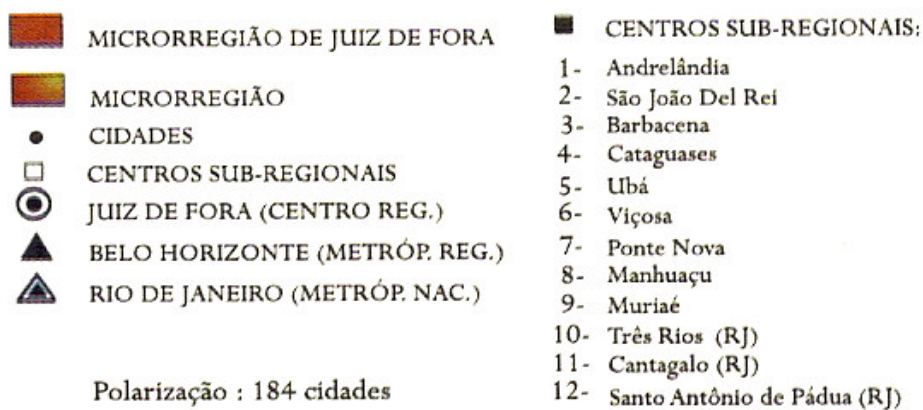 MICRORREGIÃO DE JUIZ DE FORA
MICRORREGIÃO
CIDADES
CENTROS SUB-REGIONAIS
JUIZ DE FORA (CENTRO REG.)
BELO HORIZONTE (METRÓP. REG.)
RIO DE JANEIRO (METRÓP. NAC.)
Polarização : 184 cidades
CENTROS SUB-REGIONAIS:
1- Andrelândia
2- São João Del Rei
3- Barbacena
4- Cataguases
5- Ubá
6- Viçosa
7- Ponte Nova
8- Manhuaçu
9- Muriaé
10- Três Rios (RJ)
11- Cantagalo (RJ)
12- Santo Antônio de Pádua (RJ)